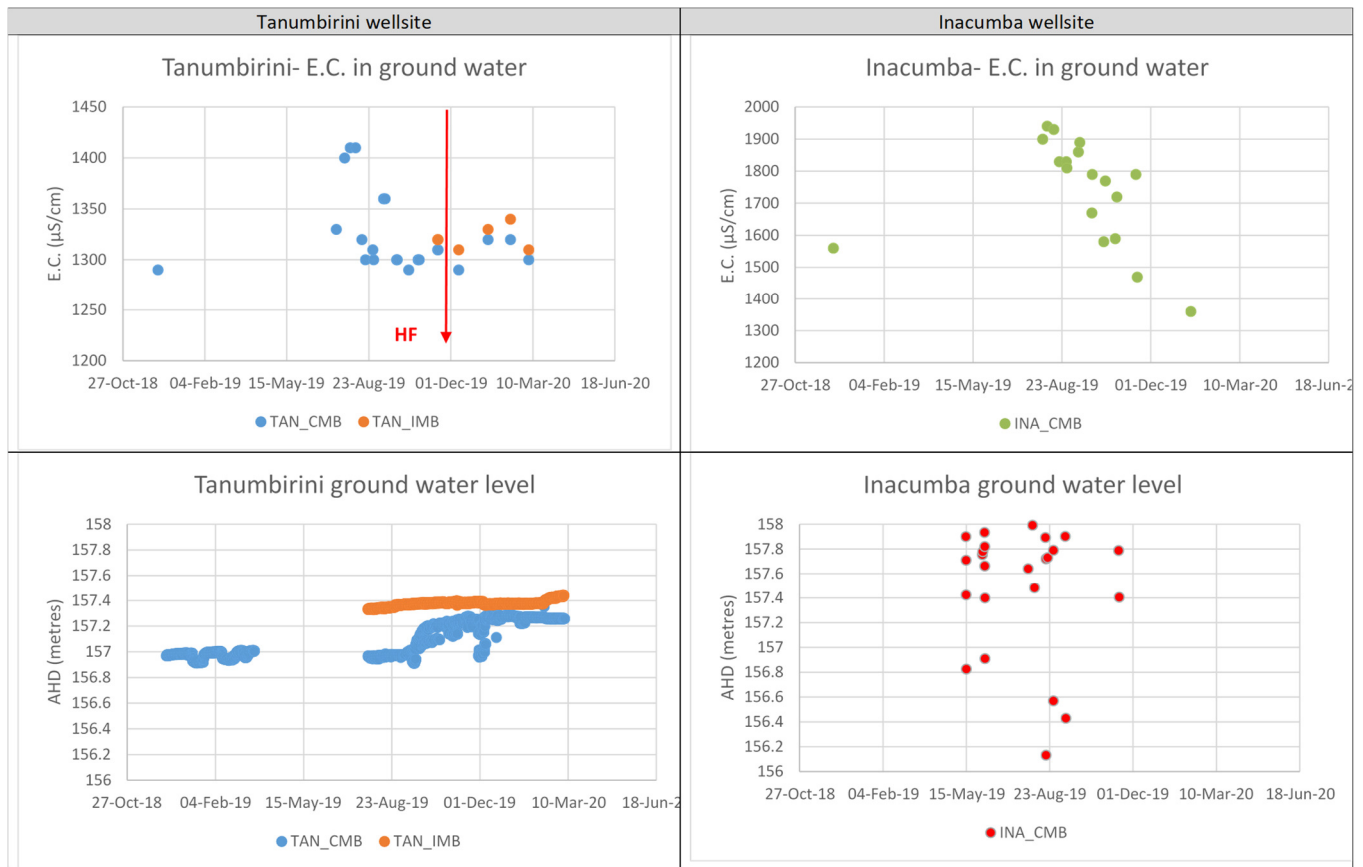 Tanumbirini wellsite
Inacumba wellsite
Tanumbirini- E.C. in ground water
1450
1400
1350
1300
1250
1200
E.C. (µS/cm)
HF
27-Oct-18 04-Feb-19 15-May-19 23-Aug-19 01-Dec-19 10-Mar-20 18-Jun-20
TAN_CMB TAN_IMB
Inacumba- E.C. in ground water
2000
1900
1800
1700
1600
1500
1400
1300
1200
E.C. (µS/cm)
27-Oct-18 04-Feb-19 15-May-19 23-Aug-19 01-Dec-19 10-Mar-20 18-Jun-2
INA_CMB
Tanumbirini ground water level
158
157.8
157.6
157.4
157.2
157
156.8
156.6
156.4
156.2
156
AHD (metres)
27-Oct-18 04-Feb-19 15-May-19 23-Aug-19 01-Dec-19 10-Mar-20 18-Jun-2
TAN_CMB TAN_IMB
Inacumba ground water level
158
157.8
157.6
157.4
157.2
157
156.8
156.6
156.4
156.2
156
AHD (metres)
27-Oct-18 04-Feb-19 15-May-19 23-Aug-19 01-Dec-19 10-Mar-20 18-Jun-20
INA_CMB